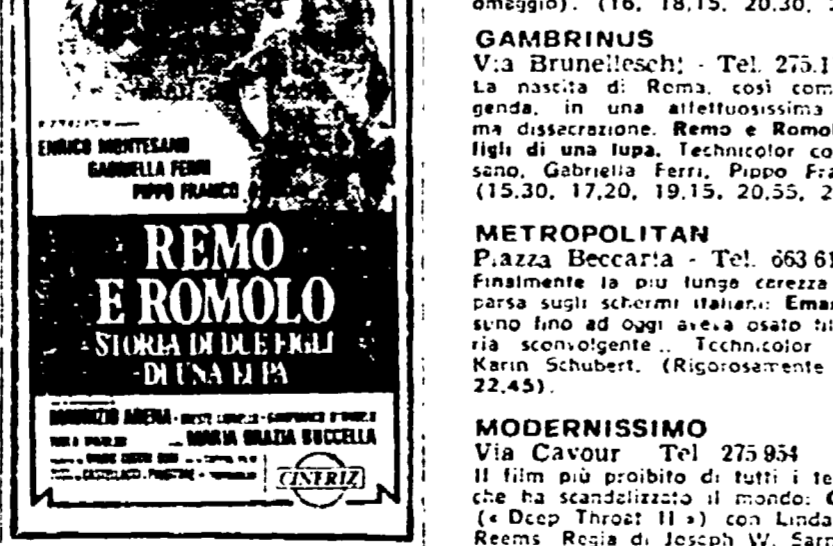 ENRICO MONTESANO
GABRIELLA FERRI
PIPPO FRANCO
REMO
E ROMOLO
STORIA DI DUE FIGLI
DI UNA LUPA
MAURIZIO ARENA
MARIA GRAZIA BUCCELLA
CINERIZ
omaggio). (16, 18,15, 20.30,
GAMBRINUS
Via Brunelleschi - Tel. 275.1
La nascita di Roma, così com
genda, in una affettuosissima
ma dissacrazione. Remo e Romol
figli di una lupa, Technicolor co
sano, Gabriella Ferri, Pippo Fra
(15.30, 17,20, 19.15, 20.55, 2
METROPOLITAN
Piazza Beccaria - Tel. 663 61
Finalmente la più lunga carezza
parsa sugli schermi italiani: Eman
suno fino ad oggi aveva osato
ria sconvolgente.. Technicolor
Karin Schubert. (Rigorosamente
22,45).
MODERNISSIMO
Via Cavour Tel 275 954
Il film più proibito di tutti i te
che ha scandalizzato il mondo:
(« Deep Throat II ») con Linda
Reems Regia di Joseph W. Sarn